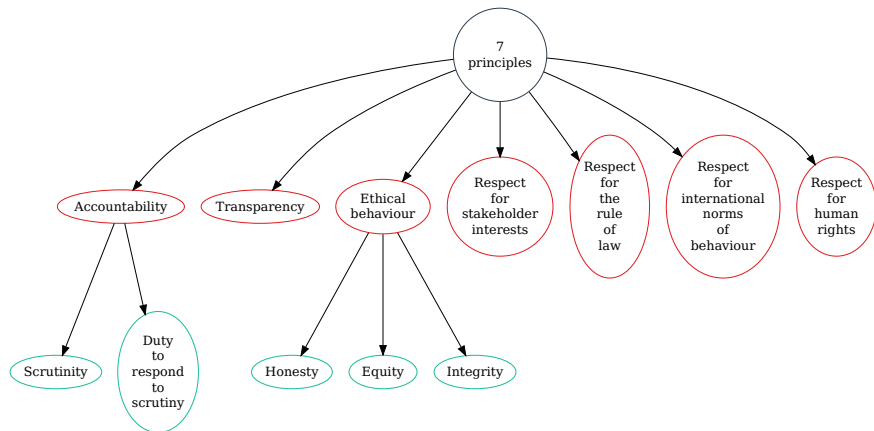 7
principles
Accountability
Transparency
Ethical
behaviour
Respect
for
stakeholder
interests
Respect
for
the
rule
of
law
Respect
for
international
norms
of
behaviour
Respect
for
human
rights
Scrutinity
Duty
to
respond
to
scrutiny
Honesty
Equity
Integrity